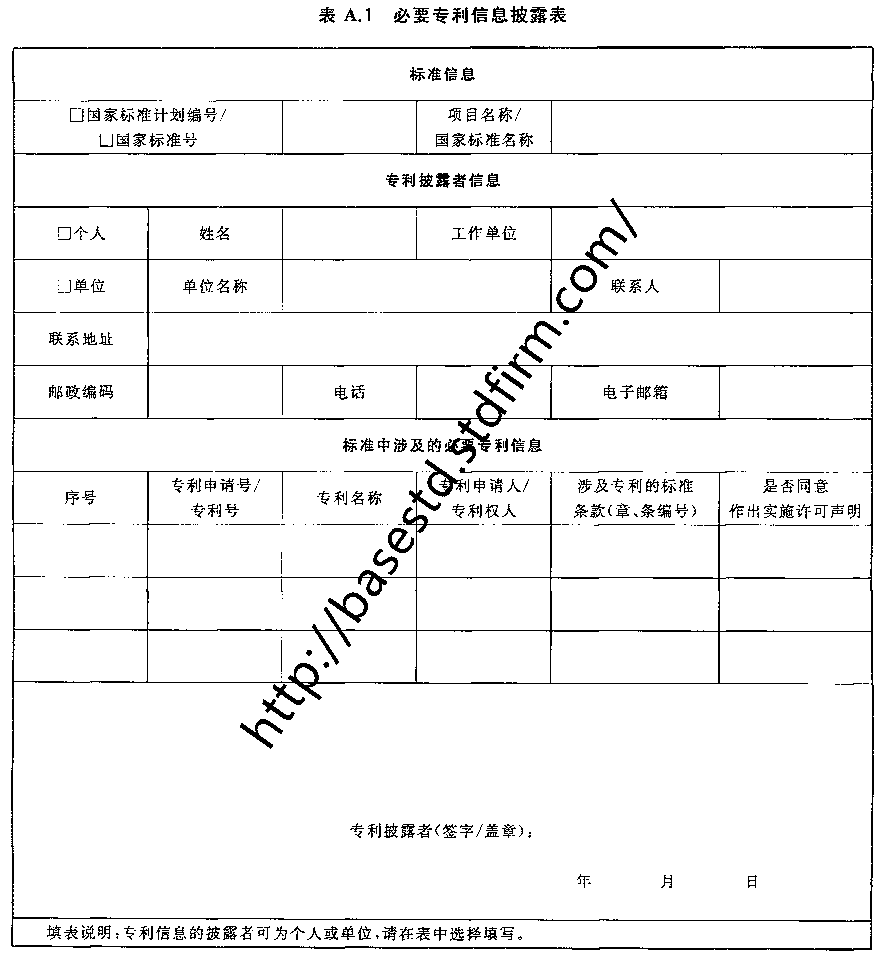 表 A.1 必要专利信息披露表
标准信息
□国家标准计划编号/
□国家标准号
项目名称/
国家标准名称
专利披露者信息
□个人
姓名
工作单位
□单位
单位名称
联系人
联系地址
邮政编码
电话
电子邮箱
标准中涉及的必要专利信息
序号
专利申请号/
专利号
专利名称
专利申请人/
专利权人
涉及专利的标准
条款(章、条编号)
是否同意
作出实施许可声明
专利披露者(签字/盖章):
年 月 日
填表说明:专利信息的披露者可为个人或单位,请在表中选择填写。
http://basestd.stdfirm.com/